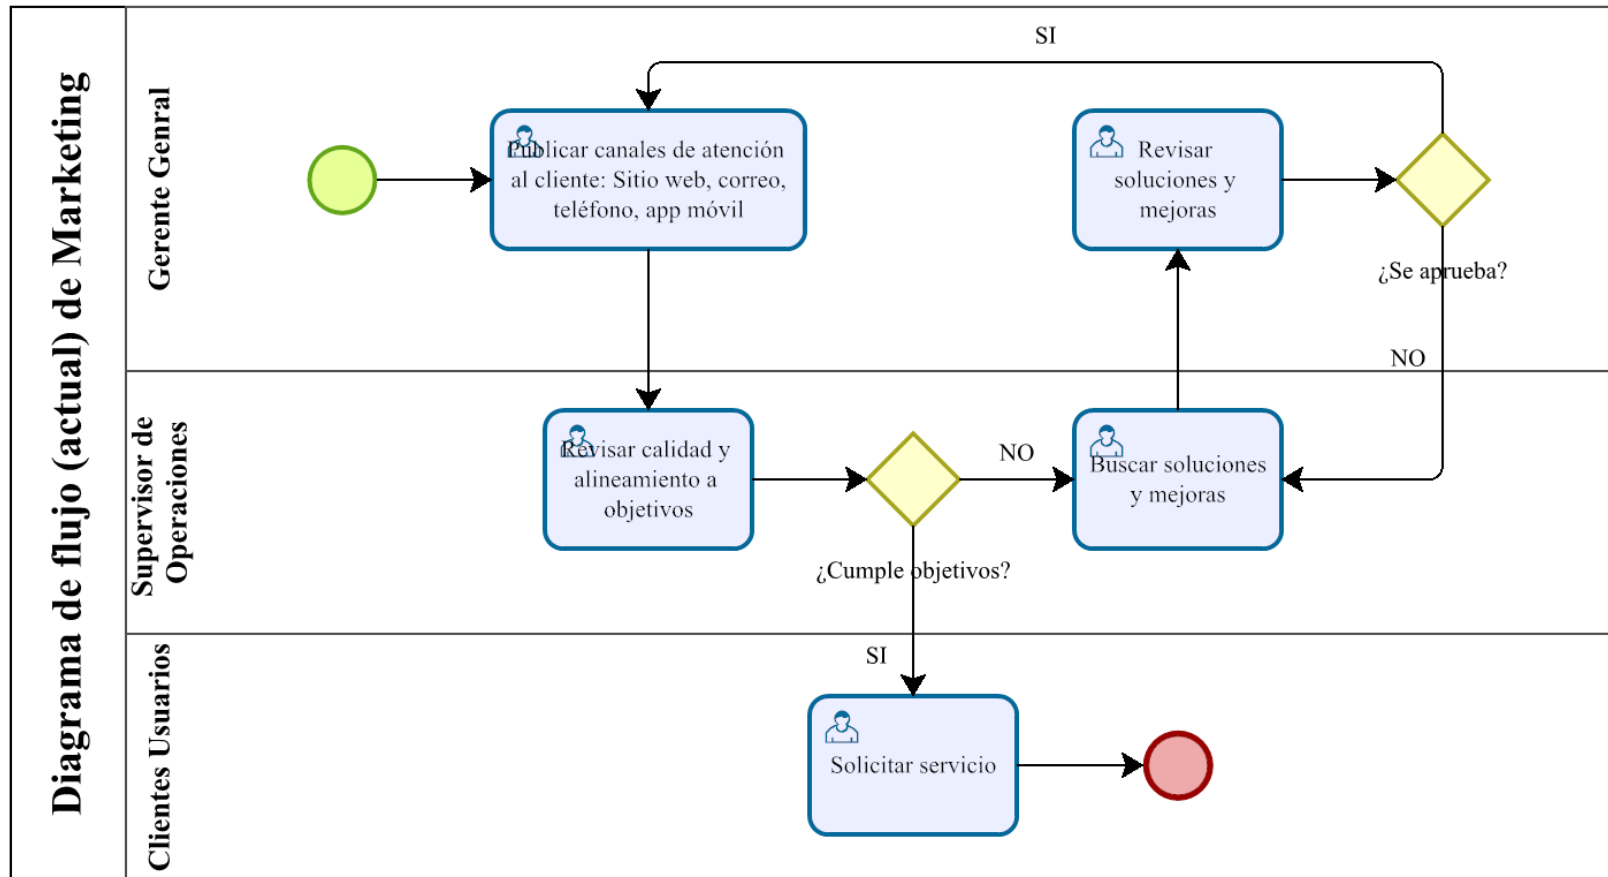 Diagrama de flujo (actual) de Marketing
Gerente Genral
SI
Publicar canales de atención
al cliente: Sitio web, correo,
teléfono, app móvil
Revisar
soluciones y
mejoras
¿Se aprueba?
NO
Supervisor de
Operaciones
Revisar calidad y
alineamiento a
objetivos
NO
¿Cumple objetivos?
Buscar soluciones
y mejoras
Clientes Usuarios
SI
Solicitar servicio